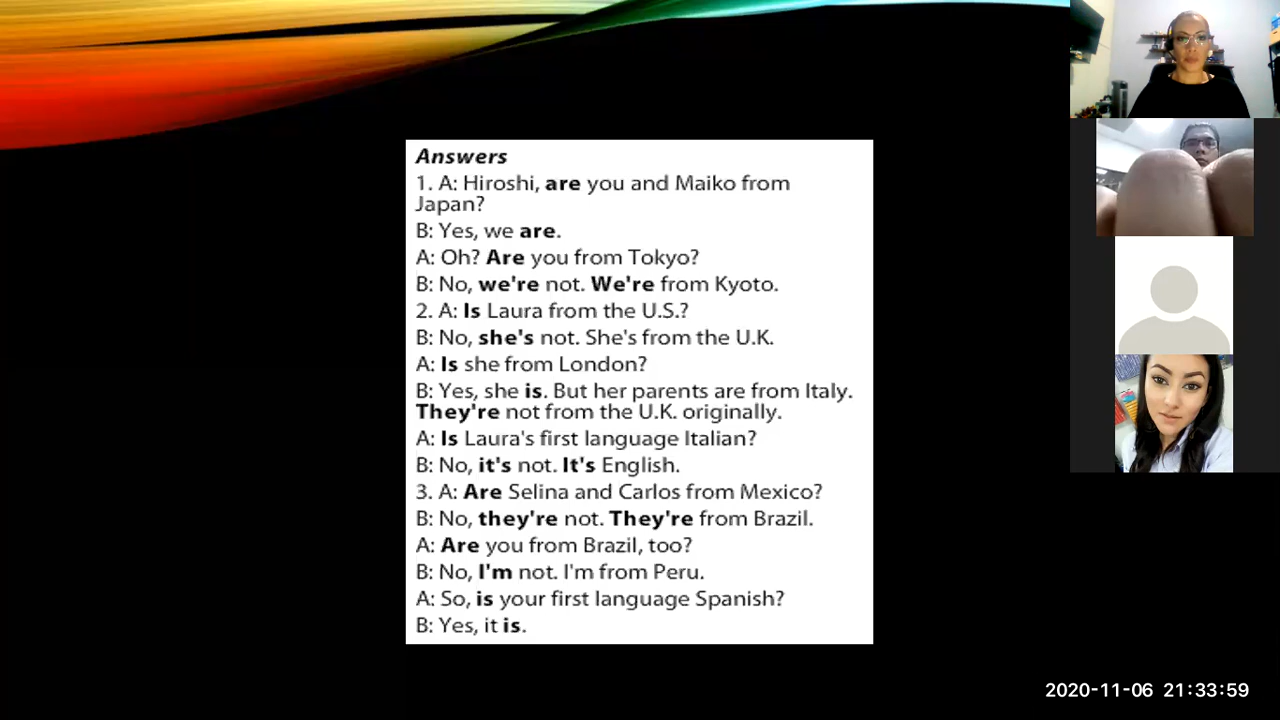 Answers
1. A: Hiroshi, are you and Maiko from
Japan?
B: Yes, we are.
A: Oh? Are you from Tokyo?
B: No, we're not. We're from Kyoto.
2. A: Is Laura from the U.S.?
B: No, she's not. She's from the U.K.
A: Is she from London?
B: Yes, she is. But her parents are from Italy.
They're not from the U.K. originally.
A: Is Laura's first language Italian?
B: No, it's not. It's English.
3. A: Are Selina and Carlos from Mexico?
B: No, they're not. They're from Brazil.
A: Are you from Brazil, too?
B: No, I'm not. I'm from Peru.
A: So, is your first language Spanish?
B: Yes, it is.
2020-11-06 21:33:59